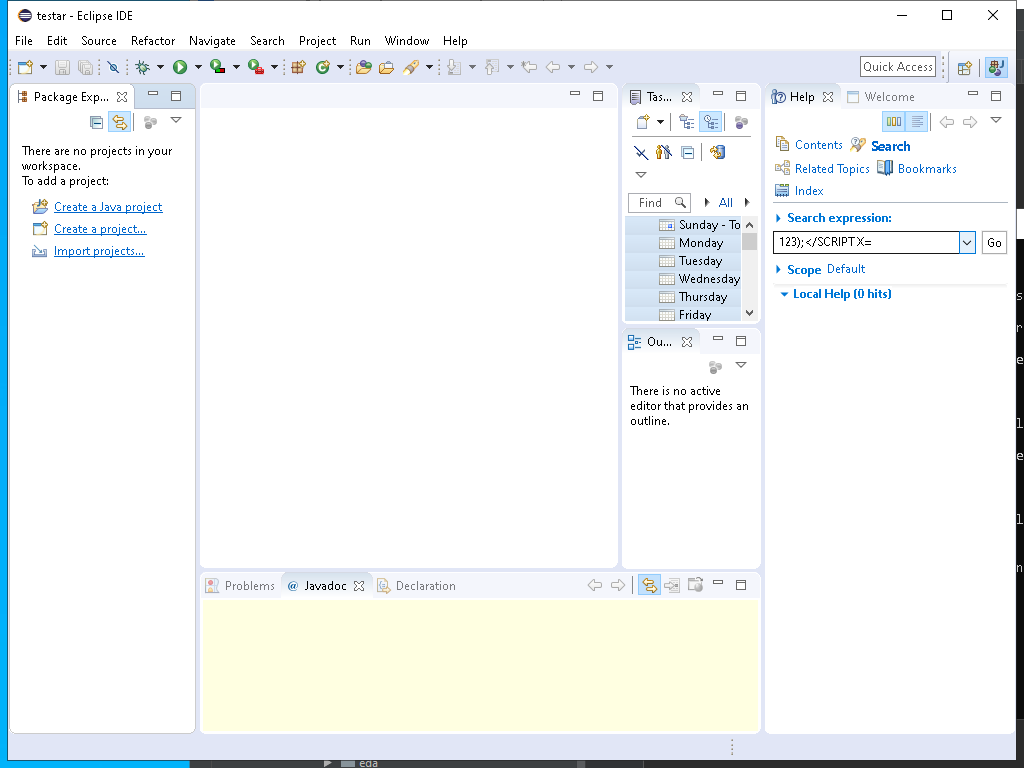 testar - Eclipse IDE
File Edit Source Refactor Navigate Search Project Run Window Help
Quick Access
Package Exp...
There are no projects in your
workspace.
To add a project:
Create a Java project
Create a project...
Import projects...
Tas...
Find All
Sunday - To
Monday
Tuesday
Wednesday
Thursday
Friday
Ou...
There is no active
editor that provides an
outline.
Help Welcome
Contents Search
Related Topics Bookmarks
Index
Search expression:
123);</SCRIPT X=
Go
Scope Default
Local Help (0 hits)
Problems @ Javadoc Declaration
eda